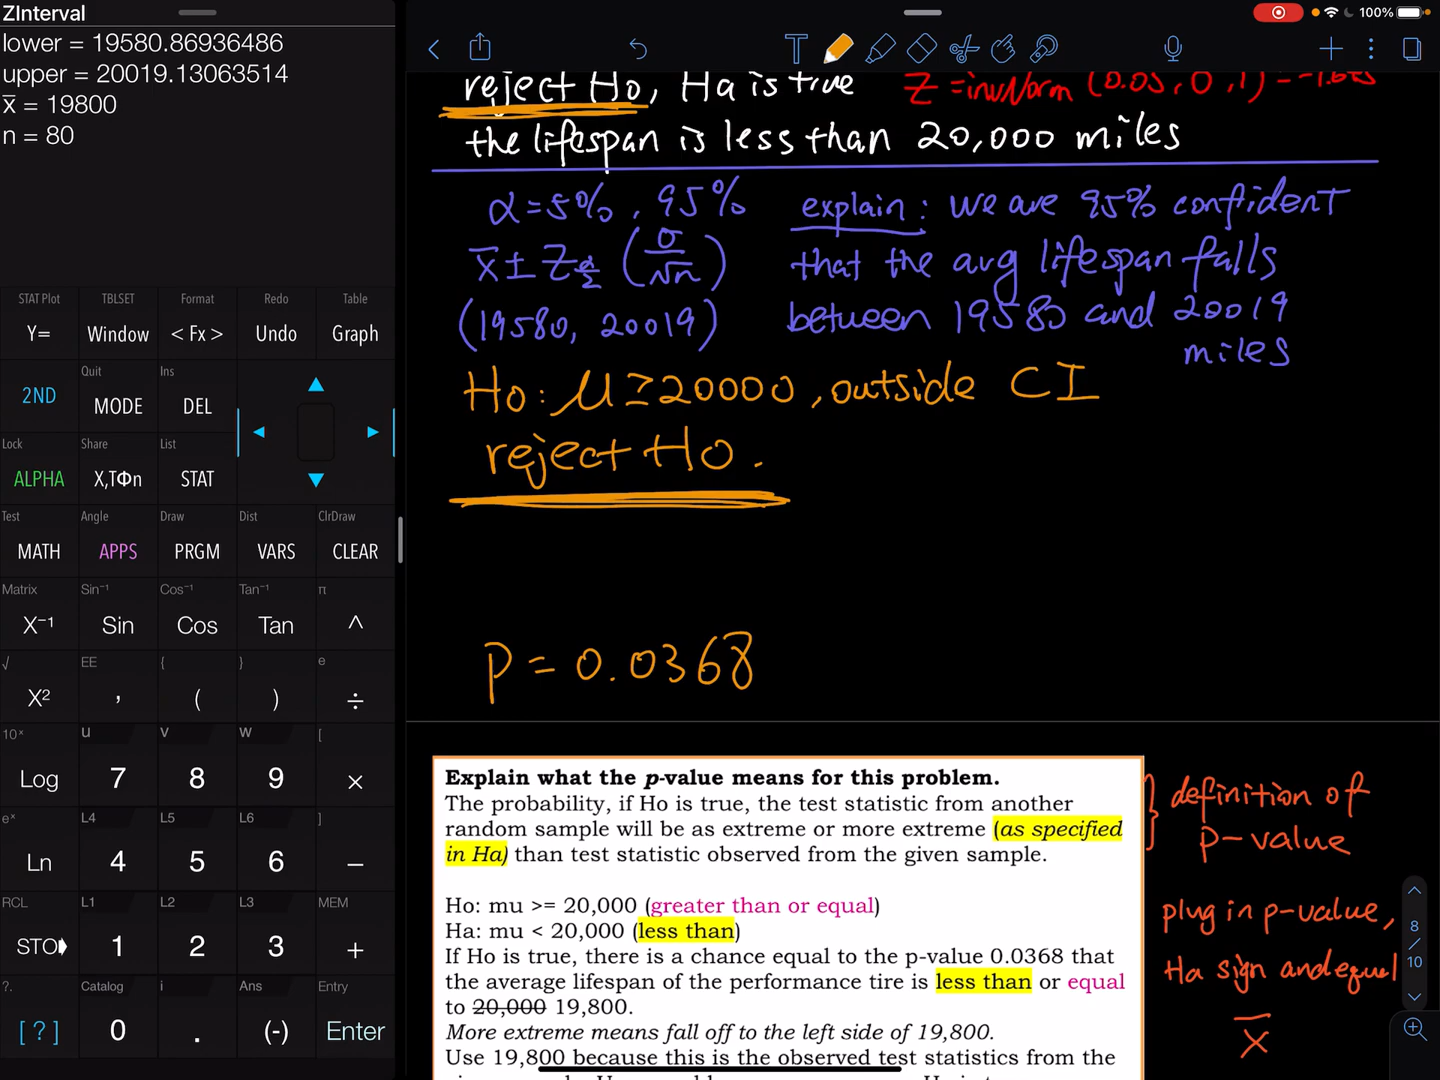 ZInterval
lower = 19580.86936486
upper = 20019.13063514
x̅ = 19800
n = 80
STAT Plot TBLSET Format Redo Table
Y= Window < Fx > Undo Graph
Quit Ins
2ND MODE DEL
Lock Share List
ALPHA X,TΦn STAT
Test Angle Draw Dist ClrDraw
MATH APPS PRGM VARS CLEAR
Matrix Sin⁻¹ Cos⁻¹ Tan⁻¹ π
X⁻¹ Sin Cos Tan ^
√ EE { } e
X² , ( ) ÷
10ˣ u v w [
Log 7 8 9 ×
eˣ L4 L5 L6 ]
Ln 4 5 6 −
RCL L1 L2 L3 MEM
STO 1 2 3 +
?. Catalog i Ans Entry
[ ? ] 0 . (-) Enter
100%
reject Ho, Ha is true Z = invNorm (0.05, 0, 1) = -1.645
the lifespan is less than 20,000 miles
α = 5%, 95%
x̅ ± Z α/2 (σ/√n)
(19580, 20019)
explain: we are 95% confident
that the avg lifespan falls
between 19580 and 20019
miles
Ho: μ ≥ 20000, outside CI
reject Ho.
P = 0.0368
Explain what the p-value means for this problem.
The probability, if Ho is true, the test statistic from another
random sample will be as extreme or more extreme (as specified
in Ha) than test statistic observed from the given sample.
Ho: mu >= 20,000 (greater than or equal)
Ha: mu < 20,000 (less than)
If Ho is true, there is a chance equal to the p-value 0.0368 that
the average lifespan of the performance tire is less than or equal
to 20,000 19,800.
More extreme means fall off to the left side of 19,800.
Use 19,800 because this is the observed test statistics from the
} definition of
p-value
plug in p-value,
Ha sign and equal
x̅
8
/
10